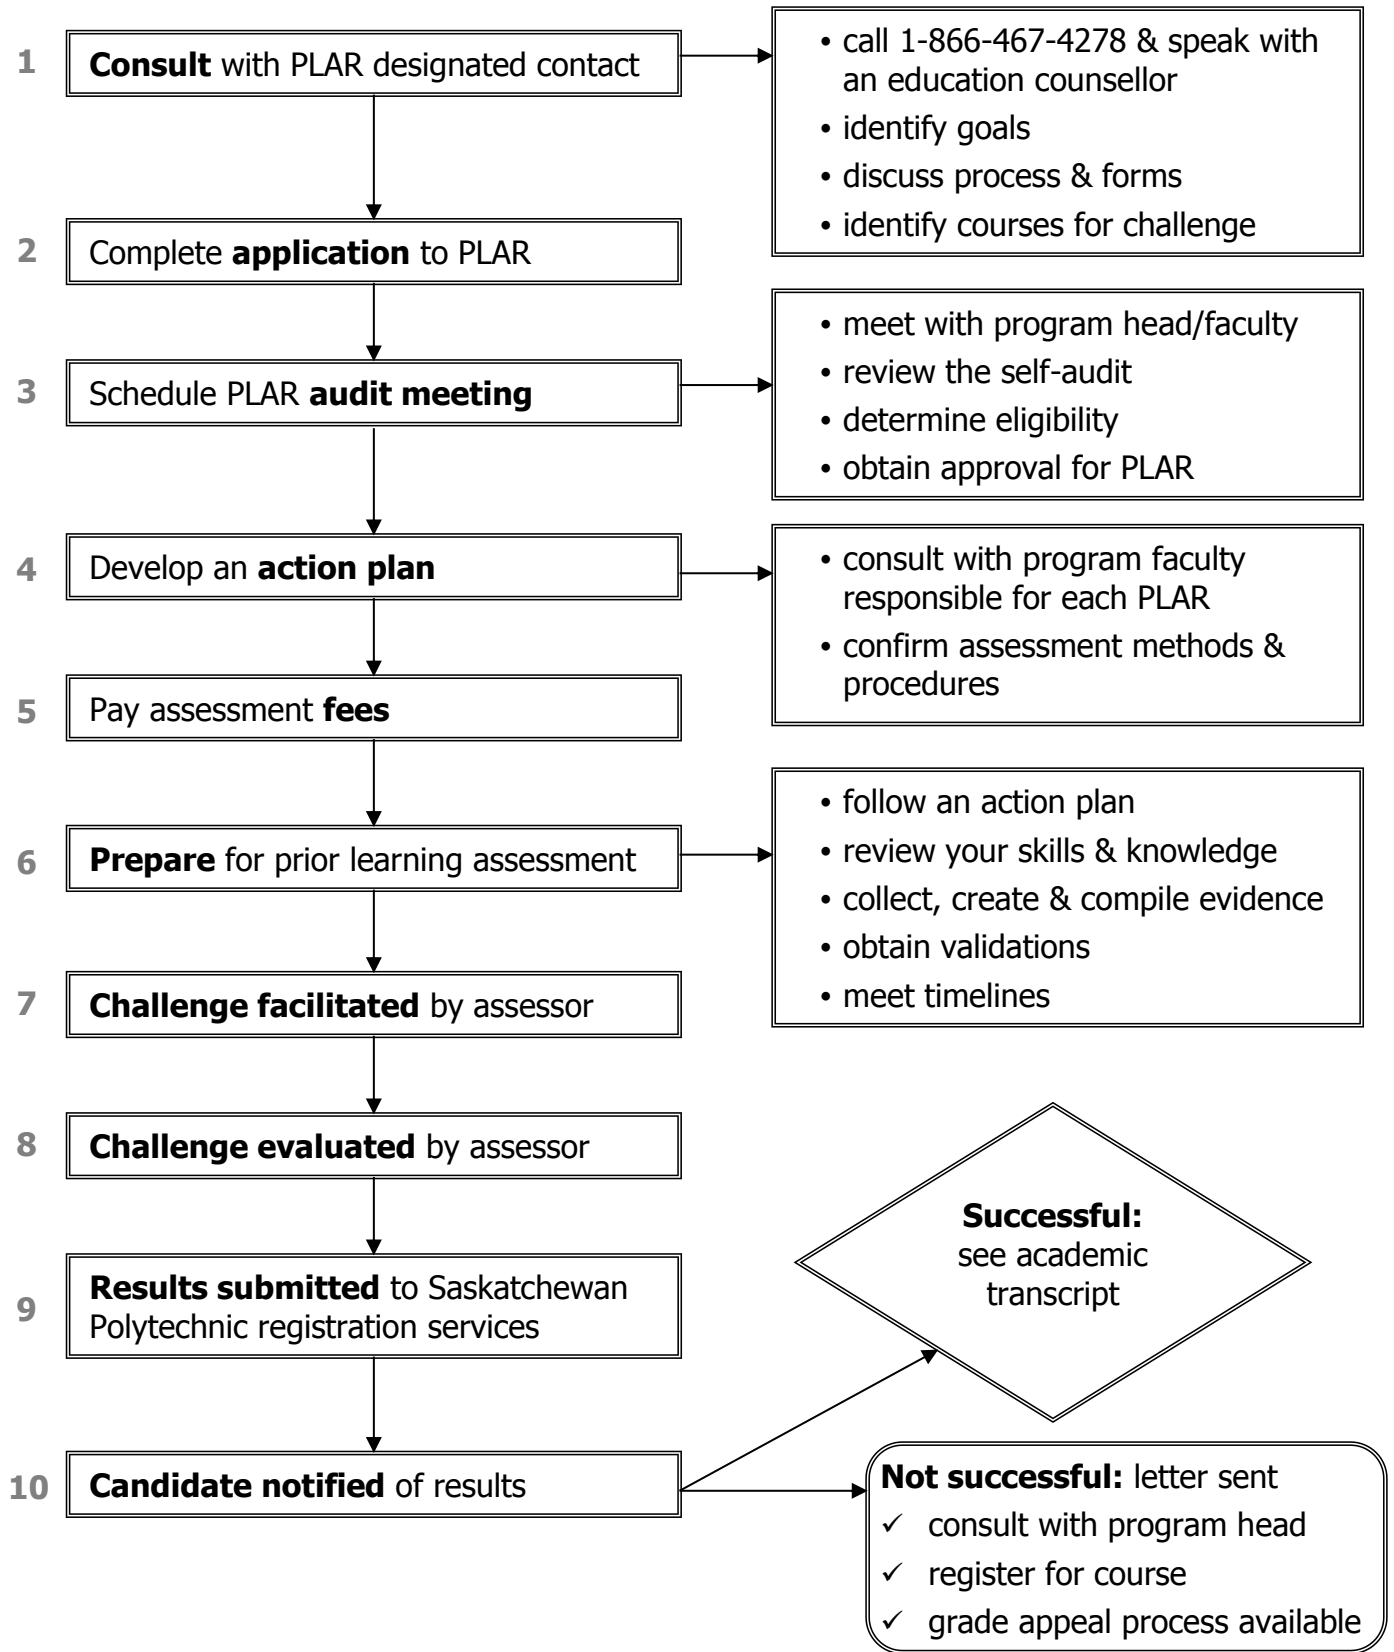 1
Consult with PLAR designated contact
• call 1-866-467-4278 & speak with
an education counsellor
• identify goals
• discuss process & forms
• identify courses for challenge
2
Complete application to PLAR
3
Schedule PLAR audit meeting
• meet with program head/faculty
• review the self-audit
• determine eligibility
• obtain approval for PLAR
4
Develop an action plan
• consult with program faculty
responsible for each PLAR
• confirm assessment methods &
procedures
5
Pay assessment fees
6
Prepare for prior learning assessment
• follow an action plan
• review your skills & knowledge
• collect, create & compile evidence
• obtain validations
• meet timelines
7
Challenge facilitated by assessor
8
Challenge evaluated by assessor
9
Results submitted to Saskatchewan
Polytechnic registration services
10
Candidate notified of results
Successful:
see academic
transcript
Not successful: letter sent
✓ consult with program head
✓ register for course
✓ grade appeal process available